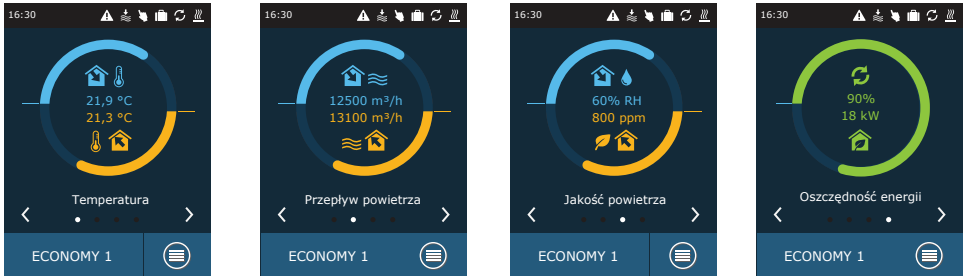 16:30
21,9 °C
21,3 °C
Temperatura
ECONOMY 1
16:30
12500 m³/h
13100 m³/h
Przepływ powietrza
ECONOMY 1
16:30
60% RH
800 ppm
Jakość powietrza
ECONOMY 1
16:30
90%
18 kW
Oszczędność energii
ECONOMY 1